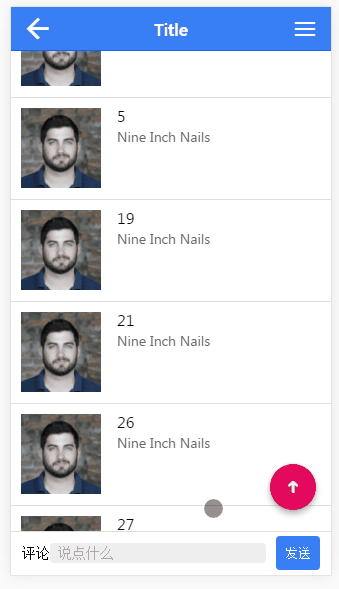 Title
5
Nine Inch Nails
19
Nine Inch Nails
21
Nine Inch Nails
26
Nine Inch Nails
27
评论 说点什么 发送